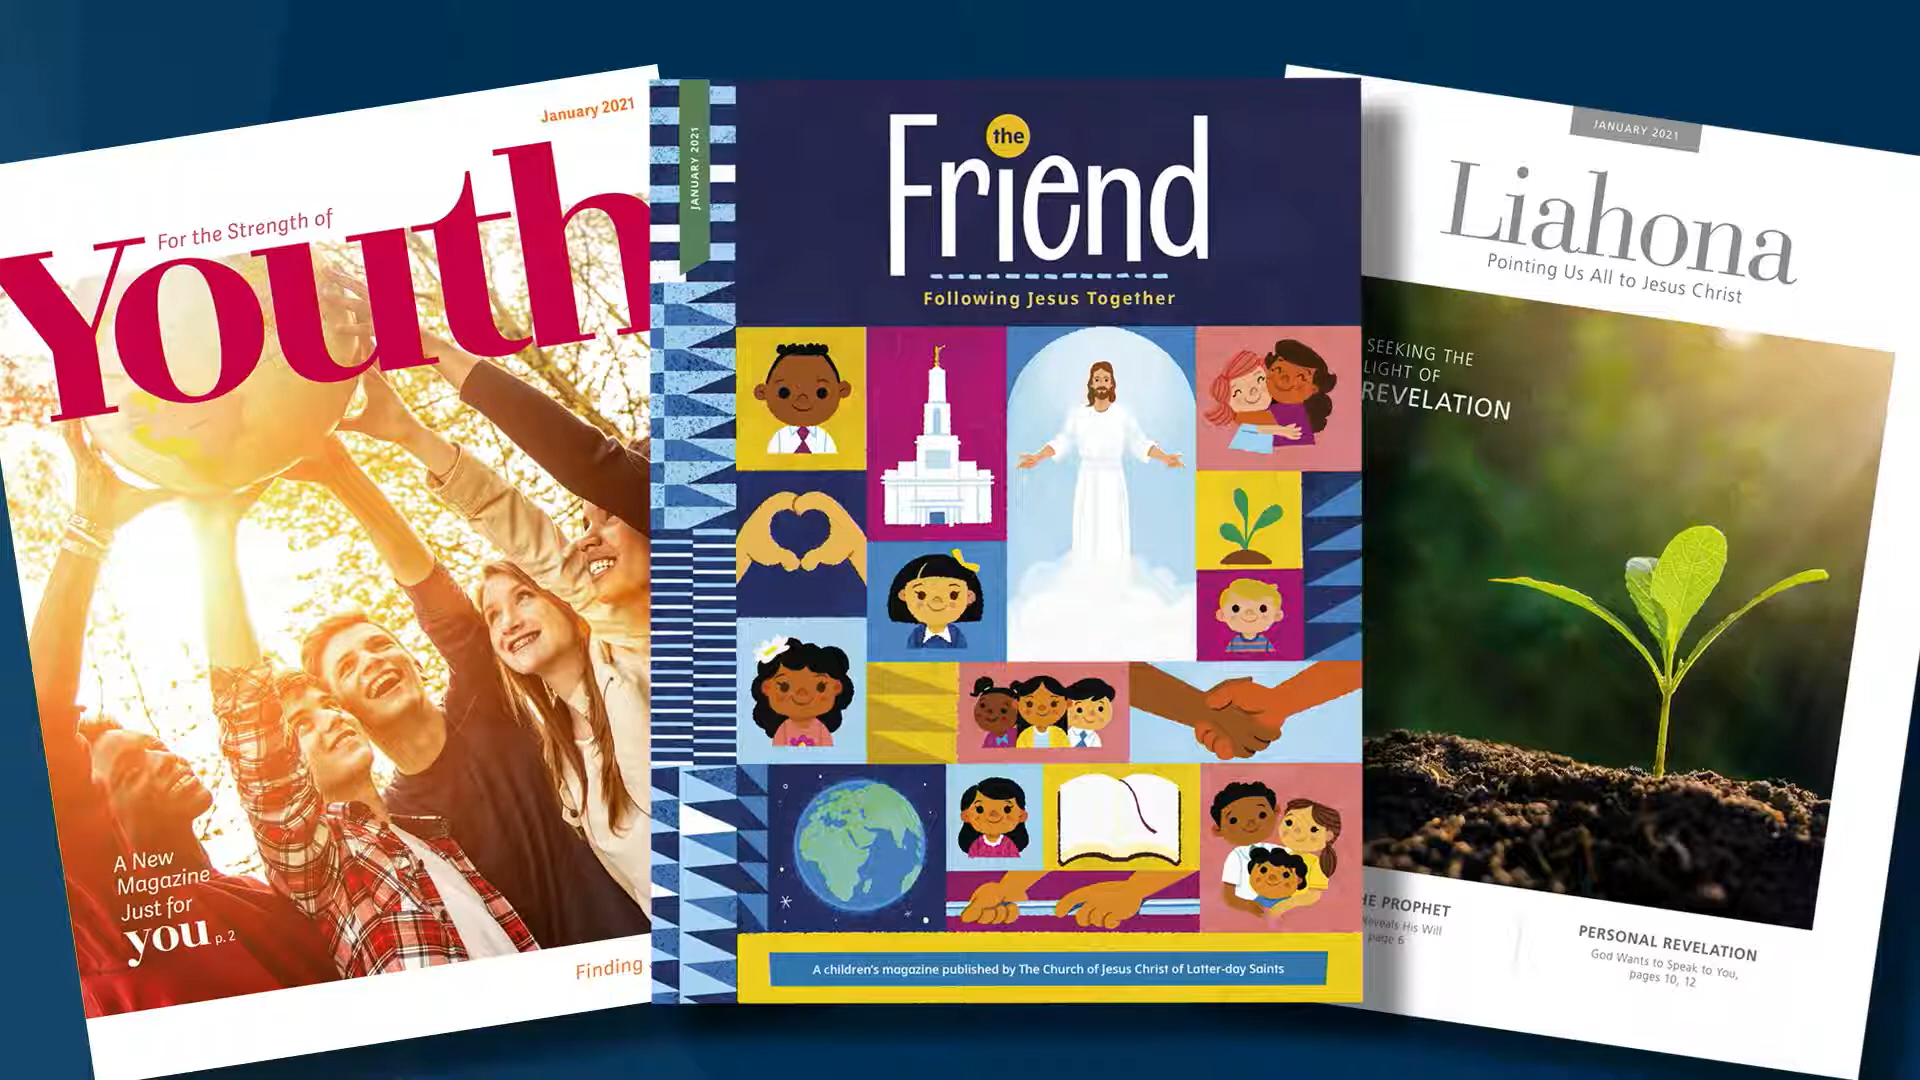 January 2021
For the Strength of
Youth
A New
Magazine
Just for
you p. 2
Finding
JANUARY 2021
the
Friend
Following Jesus Together
A children's magazine published by The Church of Jesus Christ of Latter-day Saints
JANUARY 2021
Liahona
Pointing Us All to Jesus Christ
SEEKING THE
LIGHT OF
REVELATION
PROPHET
His Will
page 6
PERSONAL REVELATION
God Wants to Speak to You,
pages 10, 12